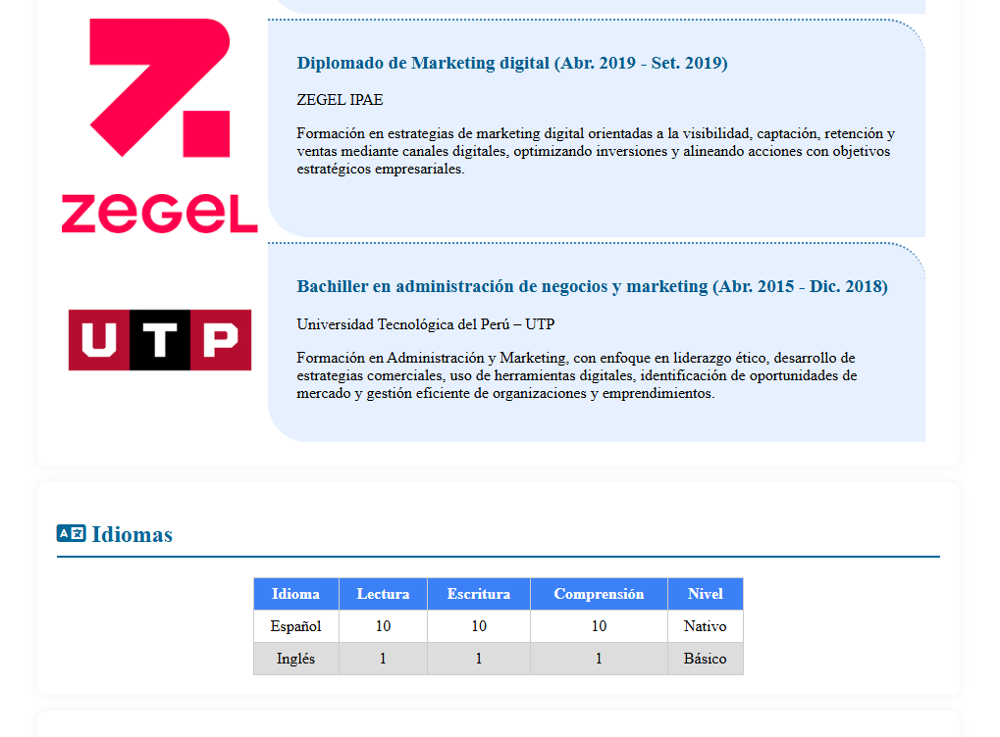 zeGeL
Diplomado de Marketing digital (Abr. 2019 - Set. 2019)
ZEGEL IPAE
Formación en estrategias de marketing digital orientadas a la visibilidad, captación, retención y
ventas mediante canales digitales, optimizando inversiones y alineando acciones con objetivos
estratégicos empresariales.
UTP
Bachiller en administración de negocios y marketing (Abr. 2015 - Dic. 2018)
Universidad Tecnológica del Perú – UTP
Formación en Administración y Marketing, con enfoque en liderazgo ético, desarrollo de
estrategias comerciales, uso de herramientas digitales, identificación de oportunidades de
mercado y gestión eficiente de organizaciones y emprendimientos.
Idiomas
Idioma Lectura Escritura Comprensión Nivel
Español 10 10 10 Nativo
Inglés 1 1 1 Básico